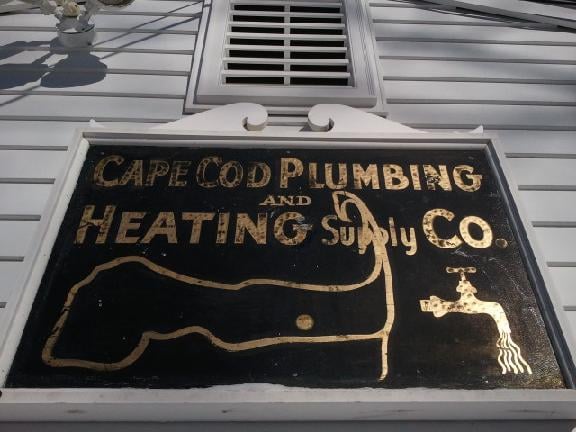 CAPE COD PLUMBING
AND
HEATING Supply CO.